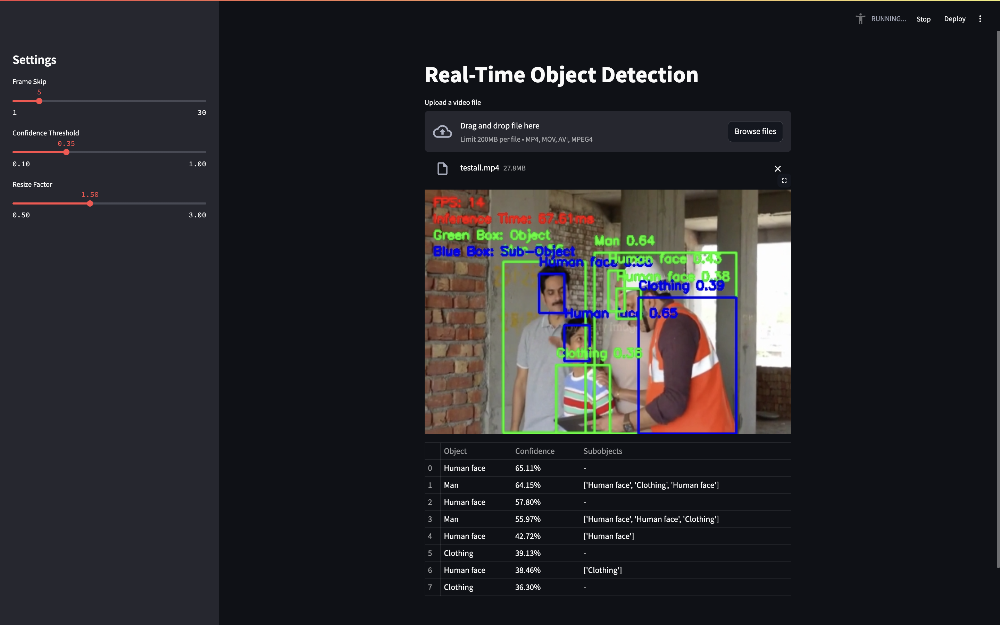 RUNNING...
Stop
Deploy
Settings
Frame Skip
5
1
30
Confidence Threshold
0.35
0.10
1.00
Resize Factor
1.50
0.50
3.00
Real-Time Object Detection
Upload a video file
Drag and drop file here
Limit 200MB per file • MP4, MOV, AVI, MPEG4
Browse files
testall.mp4 27.8MB
FPS: 14
Inference Time: 67.61ms
Green Box: Object
Blue Box: Sub-Object
Man 0.64
Human face
Human face 0.43
Human face 0.38
Clothing 0.39
Human face 0.65
Clothing 0.36
Object Confidence Subobjects
0 Human face 65.11% -
1 Man 64.15% ['Human face', 'Clothing', 'Human face']
2 Human face 57.80% -
3 Man 55.97% ['Human face', 'Human face', 'Clothing']
4 Human face 42.72% ['Human face']
5 Clothing 39.13% -
6 Human face 38.46% ['Clothing']
7 Clothing 36.30% -